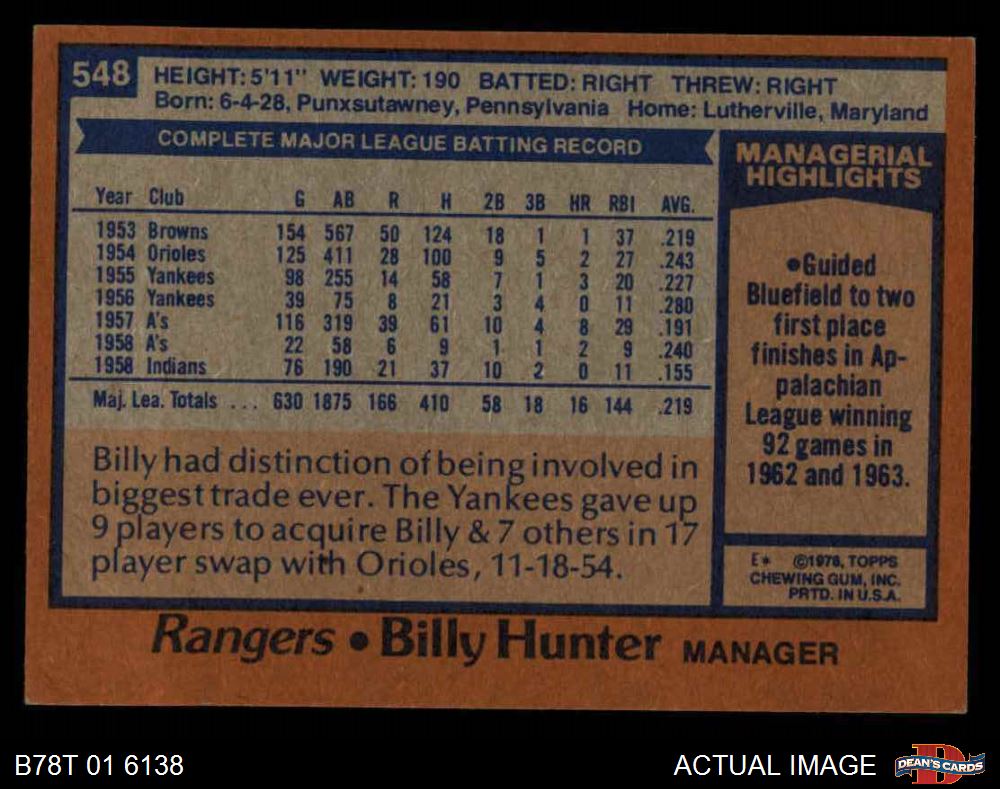 548
HEIGHT: 5'11" WEIGHT: 190 BATTED: RIGHT THREW: RIGHT
Born: 6-4-28, Punxsutawney, Pennsylvania Home: Lutherville, Maryland
COMPLETE MAJOR LEAGUE BATTING RECORD
Year Club G AB R H 2B 3B HR RBI AVG.
1953 Browns 154 567 50 124 18 1 1 37 .219
1954 Orioles 125 411 28 100 9 5 2 27 .243
1955 Yankees 98 255 14 58 7 1 3 20 .227
1956 Yankees 39 75 8 21 3 4 0 11 .280
1957 A's 116 319 39 61 10 4 8 29 .191
1958 A's 22 58 6 9 1 1 2 9 .240
1958 Indians 76 190 21 37 10 2 0 11 .155
Maj. Lea. Totals ... 630 1875 166 410 58 18 16 144 .219
Billy had distinction of being involved in
biggest trade ever. The Yankees gave up
9 players to acquire Billy & 7 others in 17
player swap with Orioles, 11-18-54.
MANAGERIAL
HIGHLIGHTS
●Guided
Bluefield to two
first place
finishes in Ap-
palachian
League winning
92 games in
1962 and 1963.
E* ©1978, TOPPS
CHEWING GUM, INC.
PRTD. IN U.S.A.
Rangers ● Billy Hunter MANAGER
B78T 01 6138
ACTUAL IMAGE
D
DEAN'S CARDS